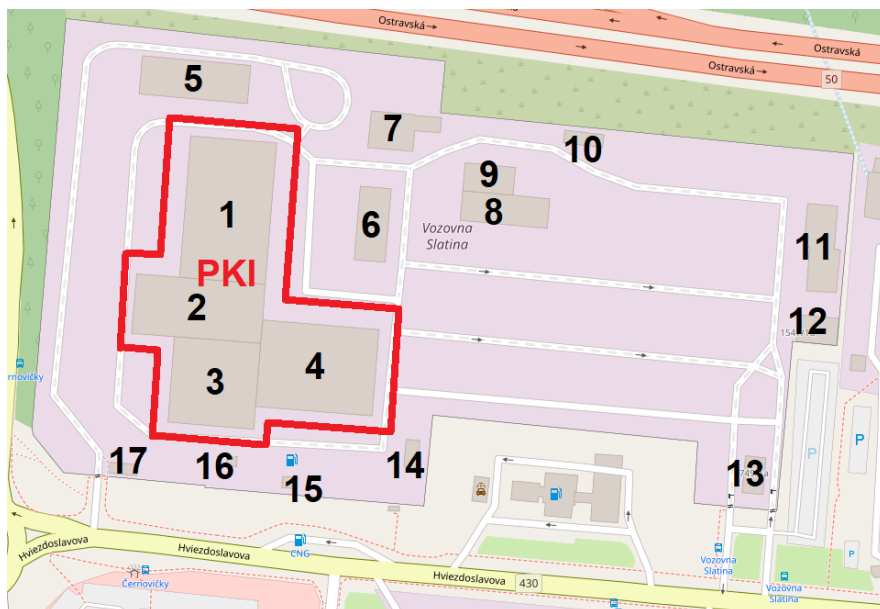 Ostravská
Ostravská
Ostravská
50
5
7
10
9
8
1
6
Vozovna
Slatina
11
PKI
2
12
3
4
ernovičky
P
P
17
16
14
15
13
Hviezdoslavova
CNG
Hviezdoslavova
Vozovna
Slatina
P
Černovičky
Hviezdoslavova
430
Vozovna
Slatina